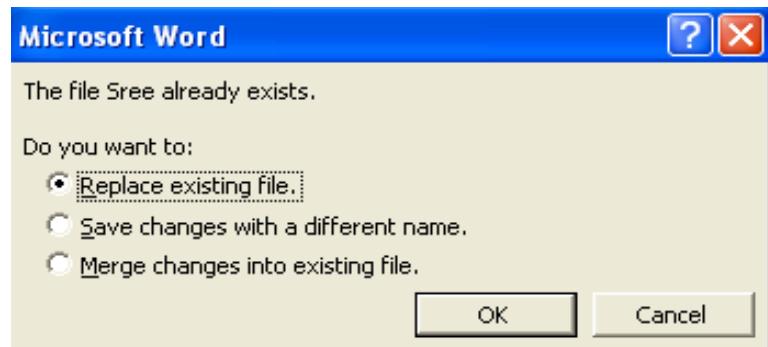 Microsoft Word
?
The file Sree already exists.
Do you want to:
Replace existing file.
Save changes with a different name.
Merge changes into existing file.
OK Cancel